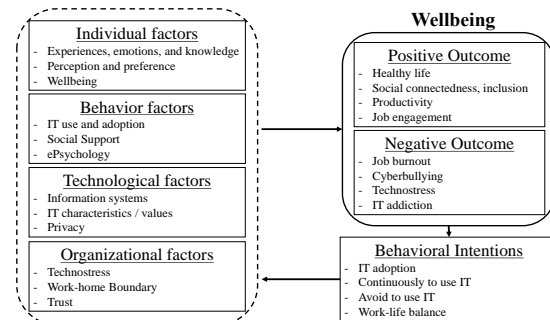 Individual factors
- Experiences, emotions, and knowledge
- Perception and preference
- Wellbeing
Behavior factors
- IT use and adoption
- Social Support
- ePsychology
Technological factors
- Information systems
- IT characteristics / values
- Privacy
Organizational factors
- Technostress
- Work-home Boundary
- Trust
Wellbeing
Positive Outcome
- Healthy life
- Social connectedness, inclusion
- Productivity
- Job engagement
Negative Outcome
- Job burnout
- Cyberbullying
- Technostress
- IT addiction
Behavioral Intentions
- IT adoption
- Continuously to use IT
- Avoid to use IT
- Work-life balance